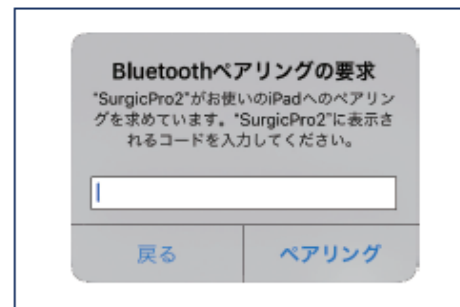 Bluetoothペアリングの要求
"SurgicPro2"がお使いのiPadへのペアリン
グを求めています。"SurgicPro2"に表示さ
れるコードを入力してください。
戻る
ペアリング